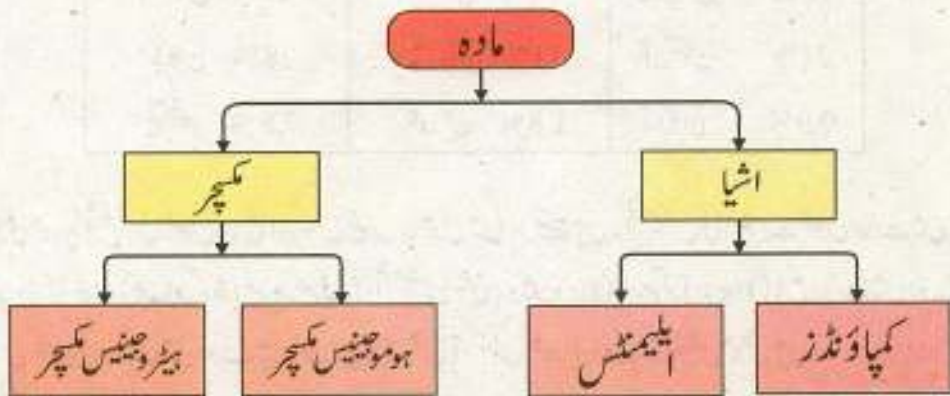 مادہ
اشیا
مکسچر
کمپاؤنڈز
ایلیمنٹس
ہوموجینیس مکسچر
ہیٹروجینیس مکسچر